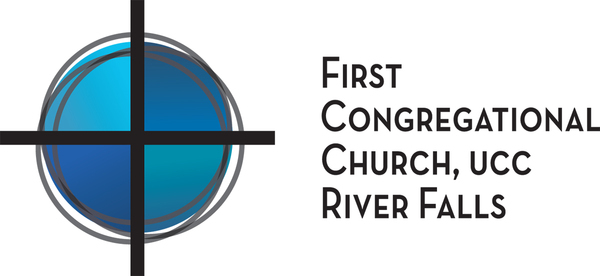 First
Congregational
Church, UCC
River Falls